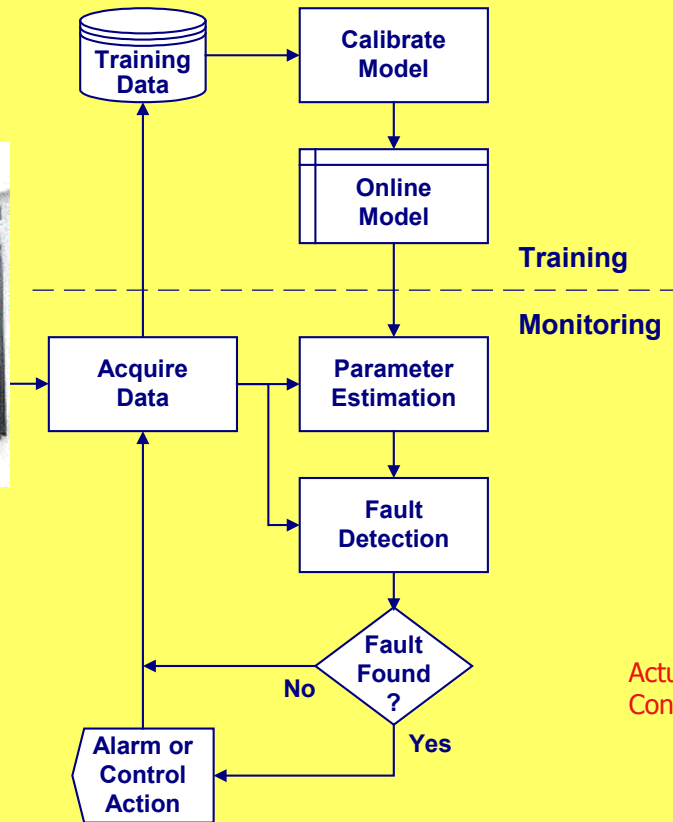 Training
Data
Calibrate
Model
Online
Model
Training
Monitoring
Acquire
Data
Parameter
Estimation
Fault
Detection
Fault
Found
?
No
Yes
Alarm or
Control
Action